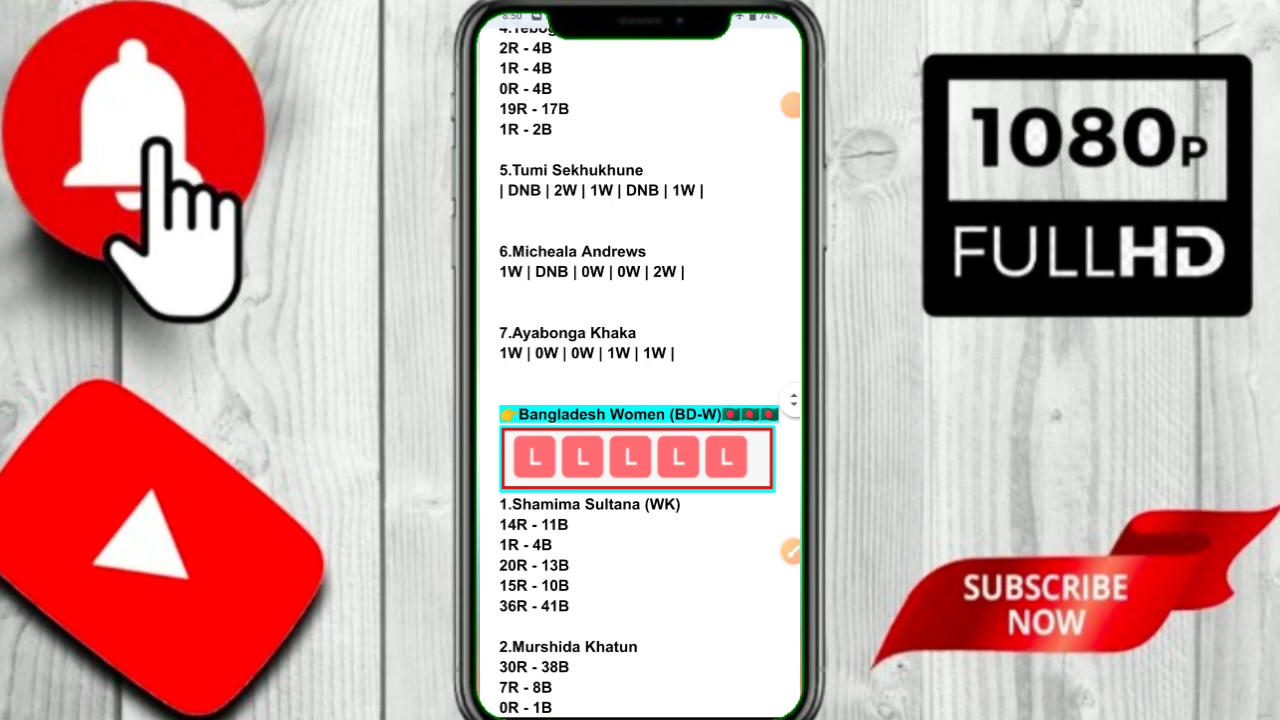 8:50
74%
2R - 4B
1R - 4B
0R - 4B
19R - 17B
1R - 2B
5.Tumi Sekhukhune
| DNB | 2W | 1W | DNB | 1W |
6.Micheala Andrews
1W | DNB | 0W | 0W | 2W |
7.Ayabonga Khaka
1W | 0W | 0W | 1W | 1W |
👉Bangladesh Women (BD-W)🇧🇩🇧🇩🇧🇩
L L L L L
1.Shamima Sultana (WK)
14R - 11B
1R - 4B
20R - 13B
15R - 10B
36R - 41B
2.Murshida Khatun
30R - 38B
7R - 8B
0R - 1B
1080P
FULLHD
SUBSCRIBE
NOW